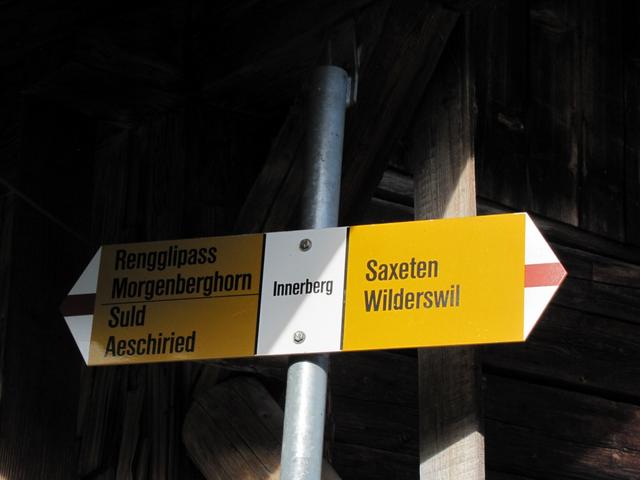 Rengglipass
Morgenberghorn
Suld
Aeschiried
Innerberg
Saxeten
Wilderswil